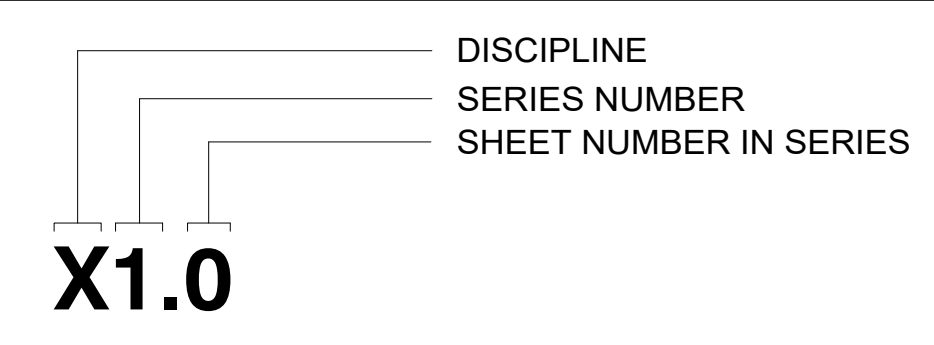 DISCIPLINE
SERIES NUMBER
SHEET NUMBER IN SERIES
X1.0